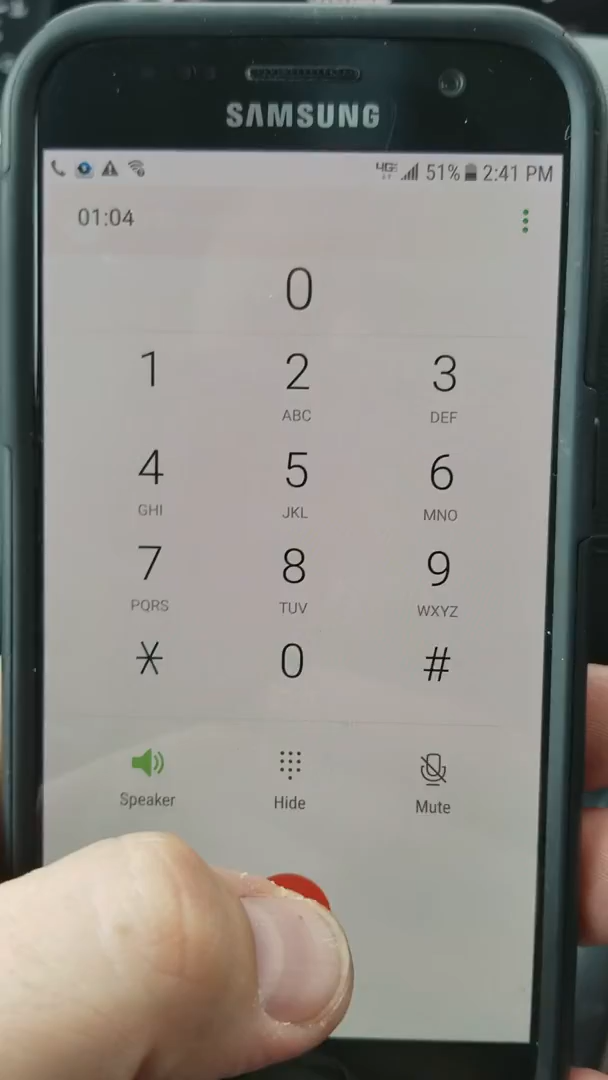 SAMSUNG
4G 51% 2:41 PM
01:04
0
1 2 3
ABC DEF
4 5 6
GHI JKL MNO
7 8 9
PQRS TUV WXYZ
* 0 #
Speaker Hide Mute